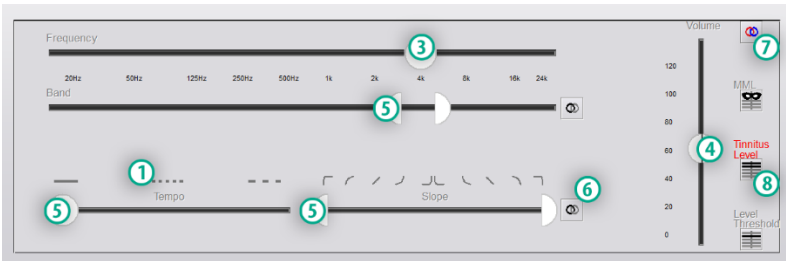 Frequency
Volume
3
7
20Hz 50Hz 125Hz 250Hz 500Hz 1k 2k 4k 8k 16k 24k
Band
5
120
100
80
60
40
20
0
MML
4
Tinnitus
Level
1
8
Tempo
Slope
6
5
5
Level
Threshold